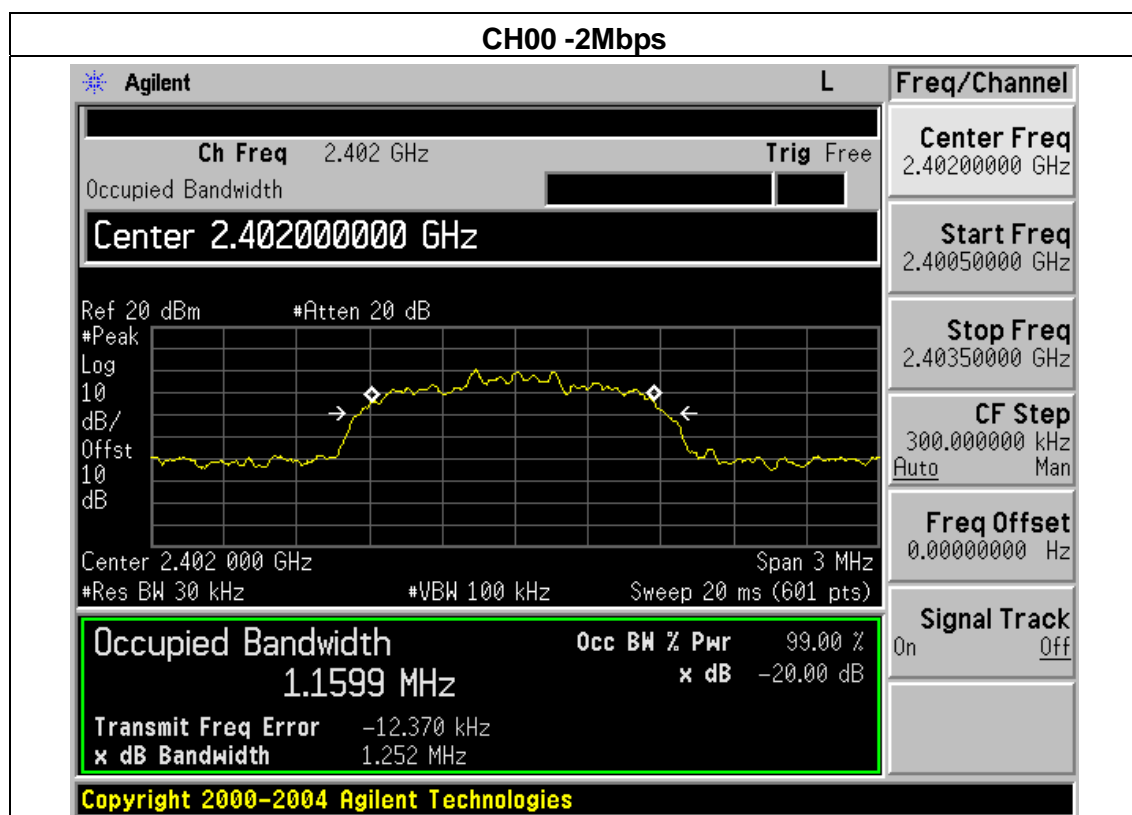 CH00 -2Mbps
Agilent L Freq/Channel
Ch Freq 2.402 GHz Trig Free
Occupied Bandwidth
Center 2.402000000 GHz
Ref 20 dBm #Atten 20 dB
#Peak
Log
10
dB/
Offst
10
dB
Center 2.402 000 GHz Span 3 MHz
#Res BW 30 kHz #VBW 100 kHz Sweep 20 ms (601 pts)
Occupied Bandwidth Occ BW % Pwr 99.00 %
1.1599 MHz x dB -20.00 dB
Transmit Freq Error -12.370 kHz
x dB Bandwidth 1.252 MHz
Copyright 2000-2004 Agilent Technologies
Center Freq
2.40200000 GHz
Start Freq
2.40050000 GHz
Stop Freq
2.40350000 GHz
CF Step
300.000000 kHz
Auto Man
Freq Offset
0.00000000 Hz
Signal Track
On Off